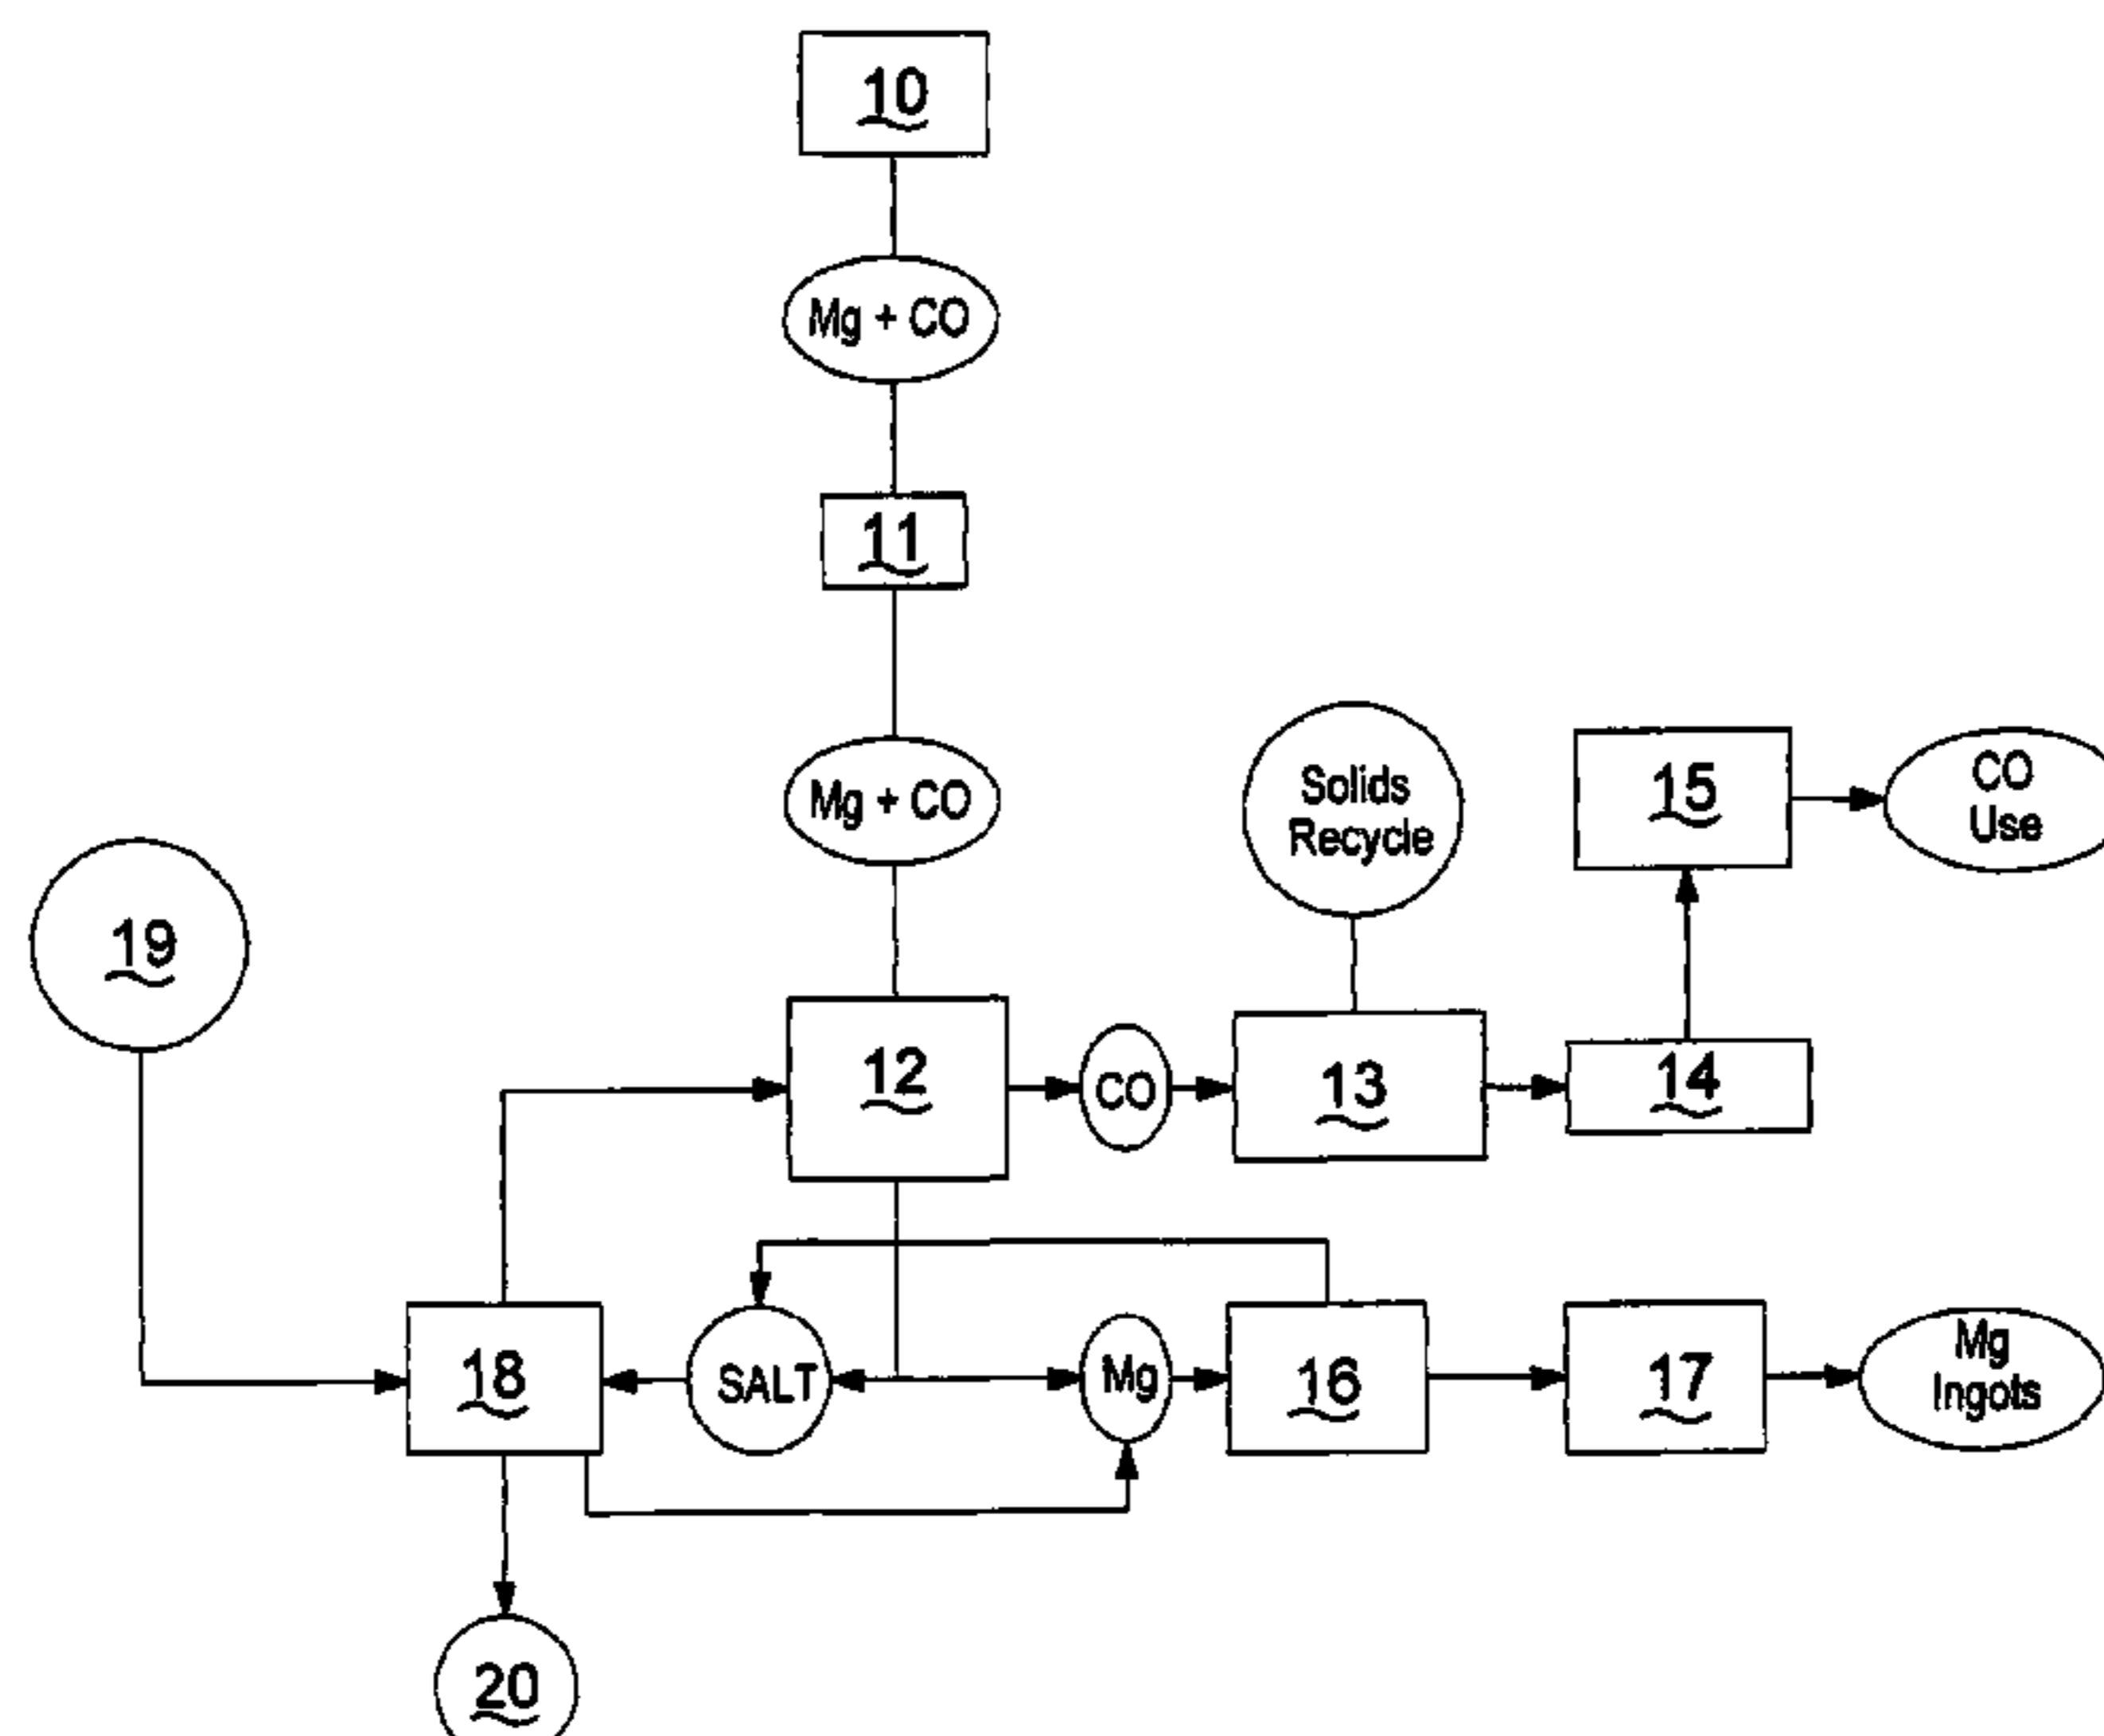 10
Mg + CO
11
Mg + CO
Solids
Recycle
15
CO
Use
19
12
CO
13
14
18
SALT
Mg
16
17
Mg
Ingots
20